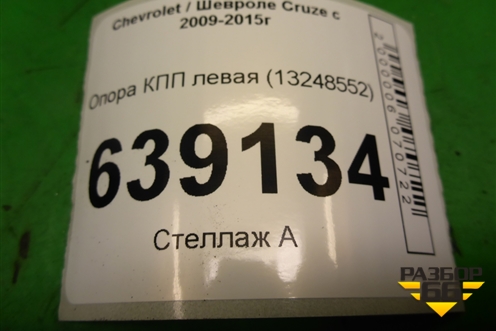 Chevrolet / Шевроле Cruze с
2009-2015г
Опора КПП левая (13248552)
639134
Стеллаж А
2000006070722
РАЗБОР
66